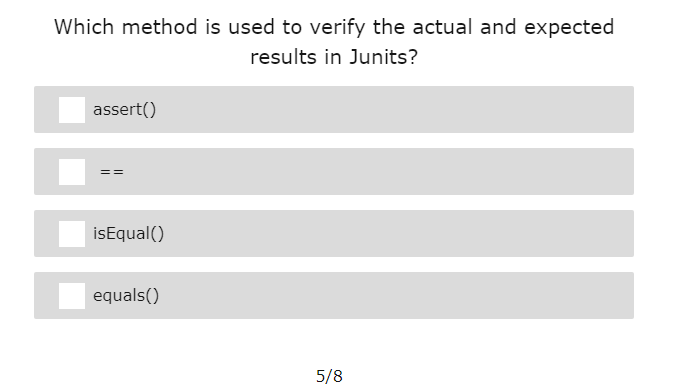 Which method is used to verify the actual and expected
results in Junits?
assert()
==
isEqual()
equals()
5/8